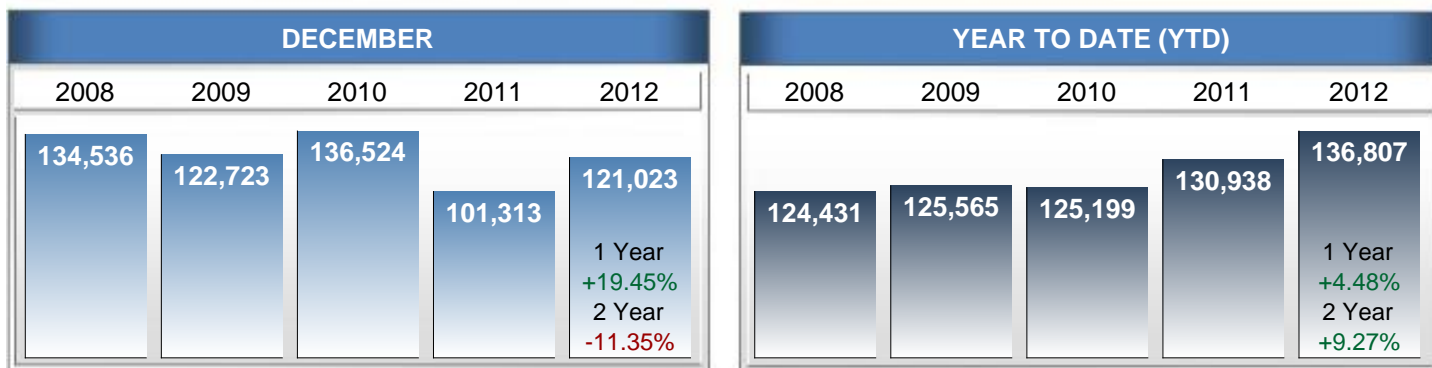 DECEMBER
2008 2009 2010 2011 2012
134,536 122,723 136,524 101,313 121,023
1 Year
+19.45%
2 Year
-11.35%
YEAR TO DATE (YTD)
2008 2009 2010 2011 2012
124,431 125,565 125,199 130,938 136,807
1 Year
+4.48%
2 Year
+9.27%